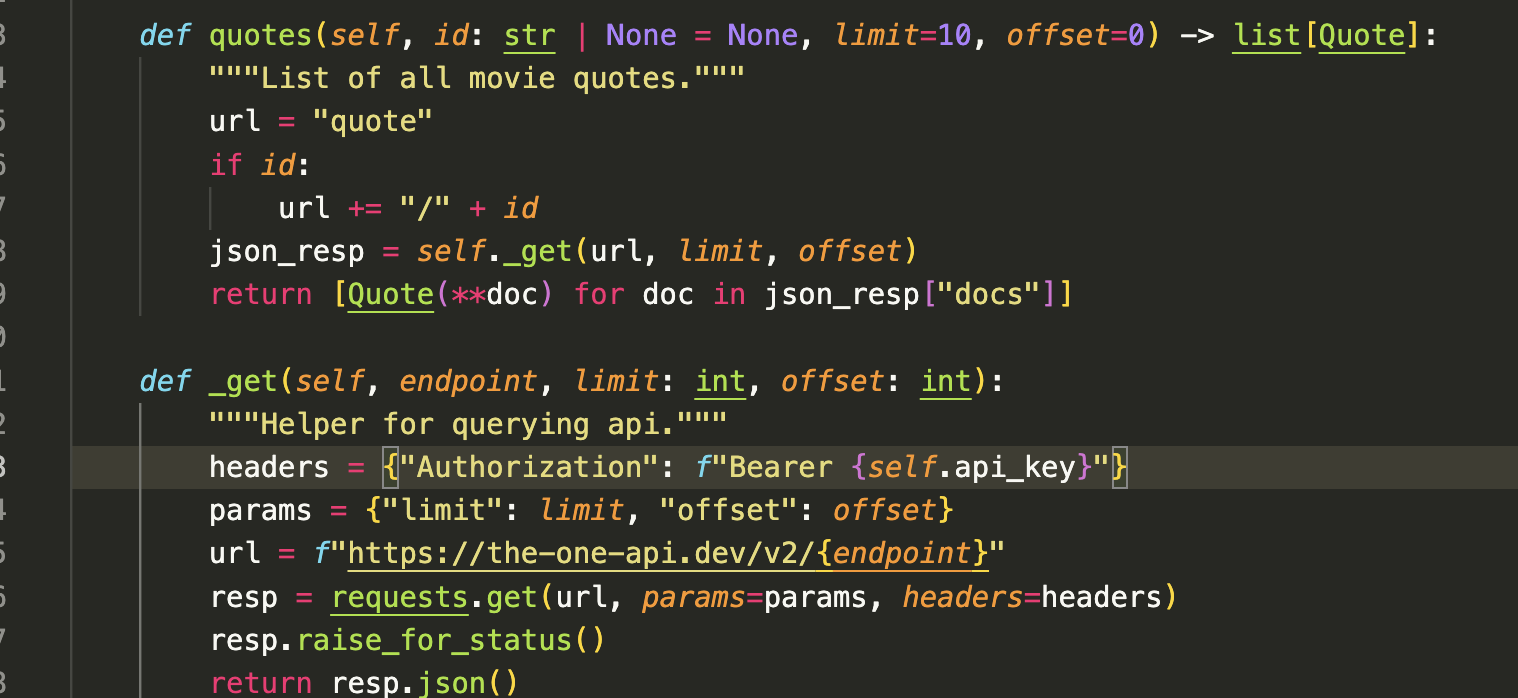 def quotes(self, id: str | None = None, limit=10, offset=0) -> list[Quote]:
"""List of all movie quotes."""
url = "quote"
if id:
url += "/" + id
json_resp = self._get(url, limit, offset)
return [Quote(**doc) for doc in json_resp["docs"]]
def _get(self, endpoint, limit: int, offset: int):
"""Helper for querying api."""
headers = {"Authorization": f"Bearer {self.api_key}"}
params = {"limit": limit, "offset": offset}
url = f"https://the-one-api.dev/v2/{endpoint}"
resp = requests.get(url, params=params, headers=headers)
resp.raise_for_status()
return resp.json()